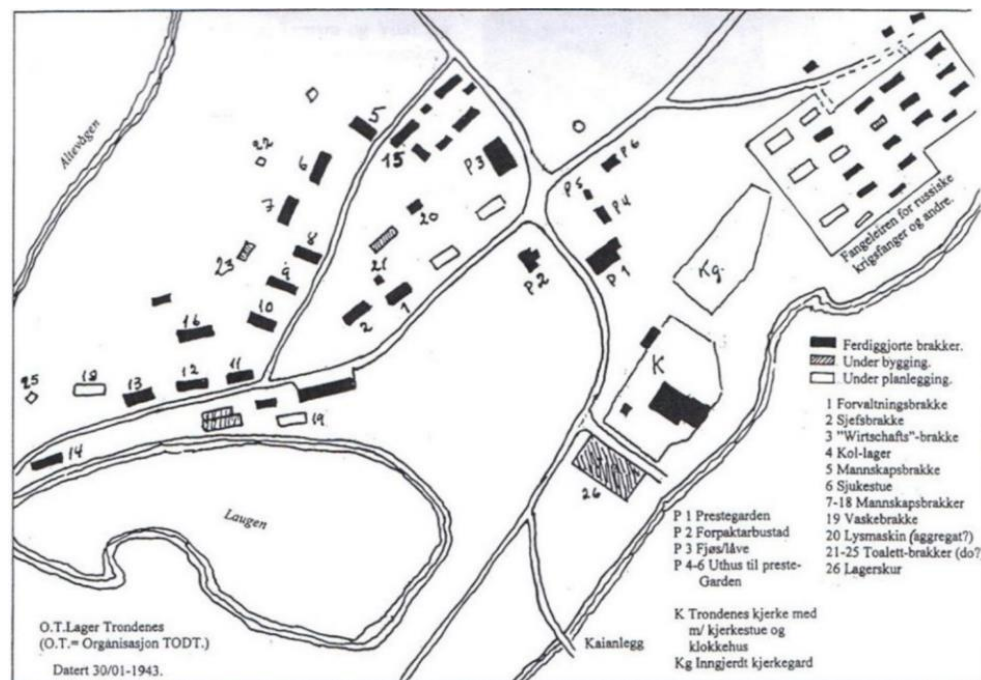 Altevågen
22
5
6
7
15
P3
P6
P5
P4
20
21
8
23
9
P2
P1
Kg
Fangeleiren for russiske
krigsfanger og andre.
1
2
10
16
25
18
13
12
11
K
19
14
26
Laugen
Ferdiggjorte brakker.
Under bygging.
Under planlegging.
1 Forvaltningsbrakke
2 Sjefsbrakke
3 "Wirtschafts"-brakke
4 Kol-lager
5 Mannskapsbrakke
6 Sjukestue
7-18 Mannskapsbrakker
19 Vaskebrakke
20 Lysmaskin (aggregat?)
21-25 Toalett-brakker (do?
26 Lagerskur
P 1 Prestegarden
P 2 Forpaktarbustad
P 3 Fjøs/låve
P 4-6 Uthus til preste-
Garden
K Trondenes kjerke med
m/ kjerkestue og
klokkehus
Kg Inngjerdt kjerkegard
Kaianlegg
O.T.Lager Trondenes
(O.T.= Organisasjon TODT.)
Datert 30/01-1943.